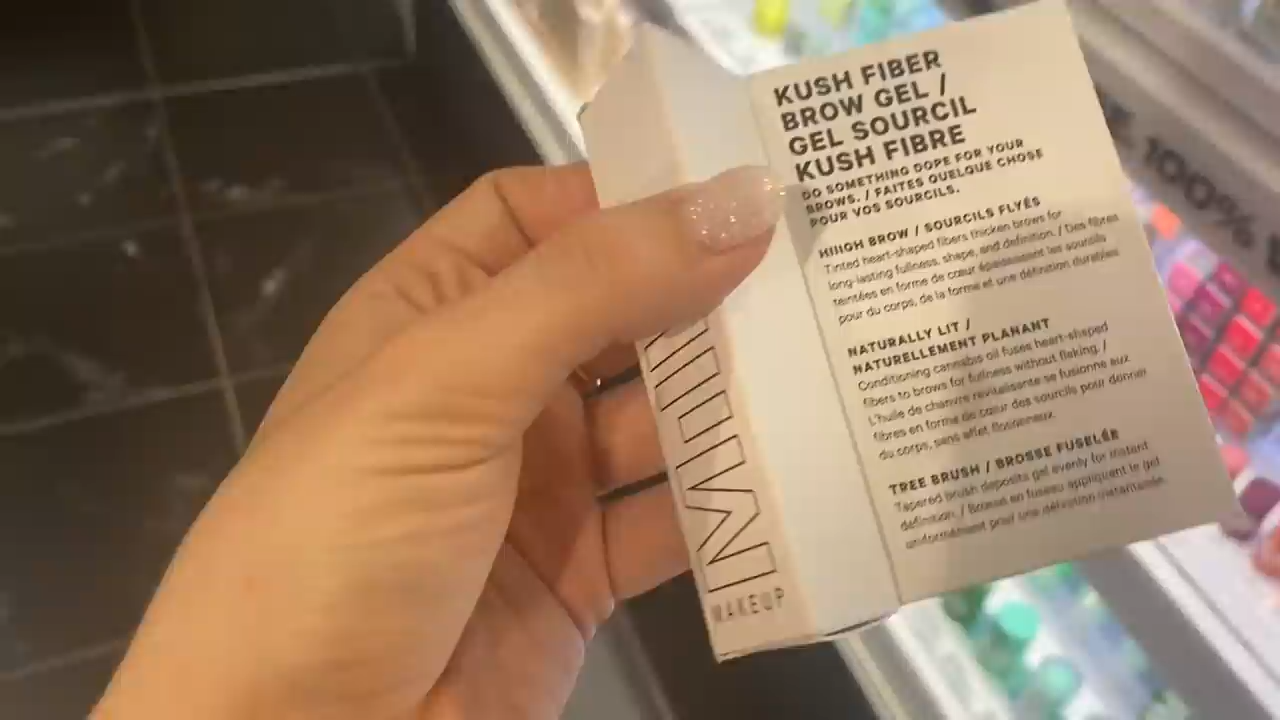 KUSH FIBER
BROW GEL /
GEL SOURCIL
KUSH FIBRE
DO SOMETHING DOPE FOR YOUR
BROWS. / FAITES QUELQUE CHOSE
POUR VOS SOURCILS.
HIIIGH BROW / SOURCILS FLYÉS
Tinted heart-shaped fibers thicken brows for
long-lasting fullness, shape, and definition. / Des fibres
teintées en forme de cœur épaississent les sourcils
pour du corps, de la forme et une définition durables
NATURALLY LIT /
NATURELLEMENT PLANANT
Conditioning cannabis oil fuses heart-shaped
fibers to brows for fullness without flaking. /
L'huile de chanvre revitalisante se fusionne aux
fibres en forme de cœur des sourcils pour donner
du corps, sans effet floconneux.
TREE BRUSH / BROSSE FUSELÉE
Tapered brush deposits gel evenly for instant
definition. / Brosse en fuseau appliquant le gel
uniformément pour une définition instantanée
MAKEUP
100%